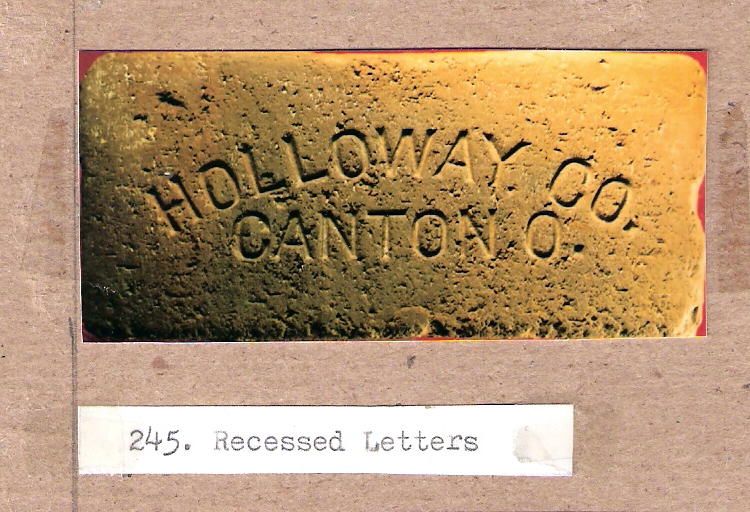 HOLLOWAY CO.
CANTON O.
245. Recessed Letters